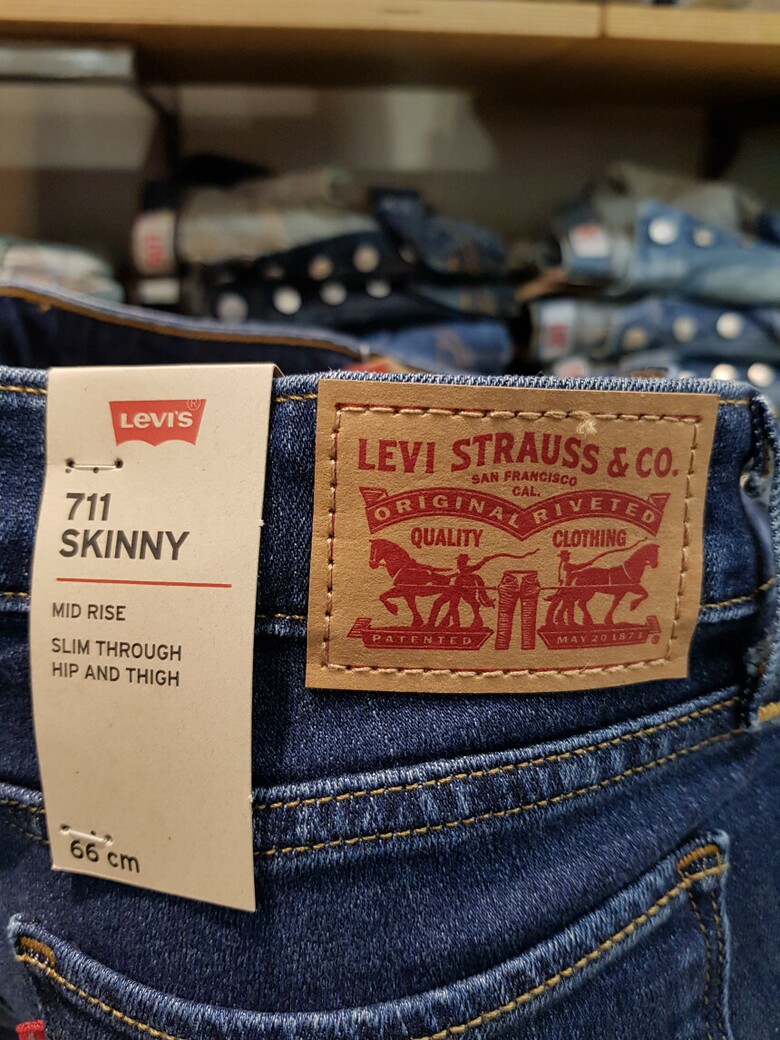 LEVI'S®
711
SKINNY
MID RISE
SLIM THROUGH
HIP AND THIGH
66 cm
LEVI STRAUSS & CO.
SAN FRANCISCO
CAL.
ORIGINAL RIVETED
QUALITY CLOTHING
PATENTED MAY 20 1873